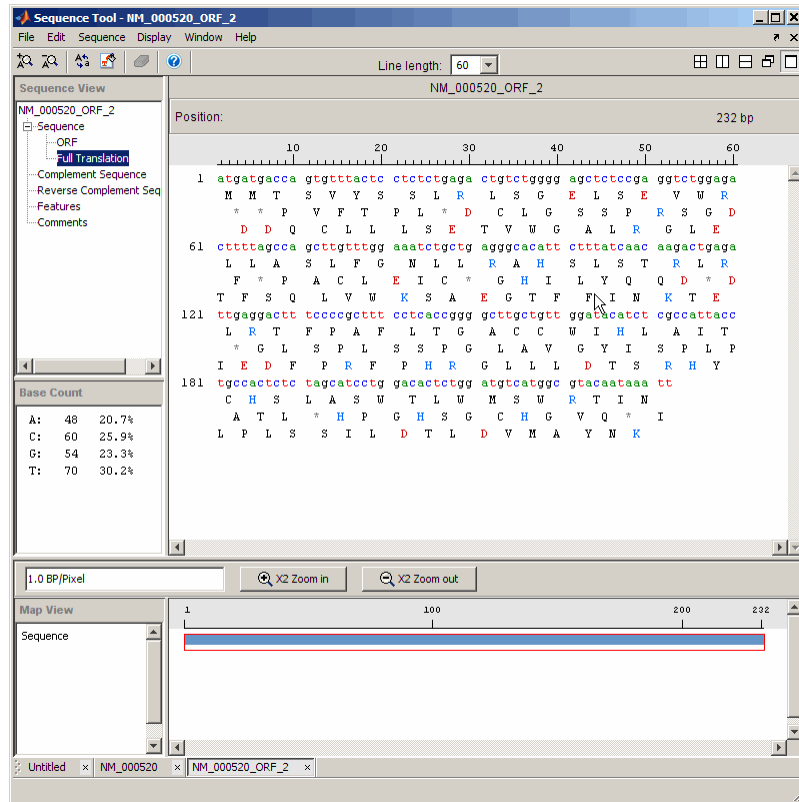 Sequence Tool - NM_000520_ORF_2
File Edit Sequence Display Window Help
Line length: 60
Sequence View
NM_000520_ORF_2
Sequence
ORF
Full Translation
Complement Sequence
Reverse Complement Seq
Features
Comments
NM_000520_ORF_2
Position: 232 bp
10 20 30 40 50 60
1 atgatgacca gtgtttactc ctctctgaga ctgtctgggg agctctccga ggtctggaga
M M T S V Y S S L R L S G E L S E V W R
* * P V F T P L * D C L G S S P R S G D
D D Q C L L L S E T V W G A L R G L E
61 cttttagcca gcttgtttgg aaatctgctg agggcacatt ctttatcaac aagactgaga
L L A S L F G N L L R A H S L S T R L R
F * P A C L E I C * G H I L Y Q Q D * D
T F S Q L V W K S A E G T F F I N K T E
121 ttgaggactt tccccgcttt cctcaccggg gcttgctgtt ggatacatct cgccattacc
L R T F P A F L T G A C C W I H L A I T
* G L S P L S S P G L A V G Y I S P L P
I E D F P R F P H R G L L L D T S R H Y
181 tgccactctc tagcatcctg gacactctgg atgtcatggc gtacaataaa tt
C H S L A S W T L W M S W R T I N
A T L * H P G H S G C H G V Q * I
L P L S S I L D T L D V M A Y N K
Base Count
A: 48 20.7%
C: 60 25.9%
G: 54 23.3%
T: 70 30.2%
1.0 BP/Pixel X2 Zoom in X2 Zoom out
Map View
Sequence
1 100 200 232
Untitled × NM_000520 × NM_000520_ORF_2 ×